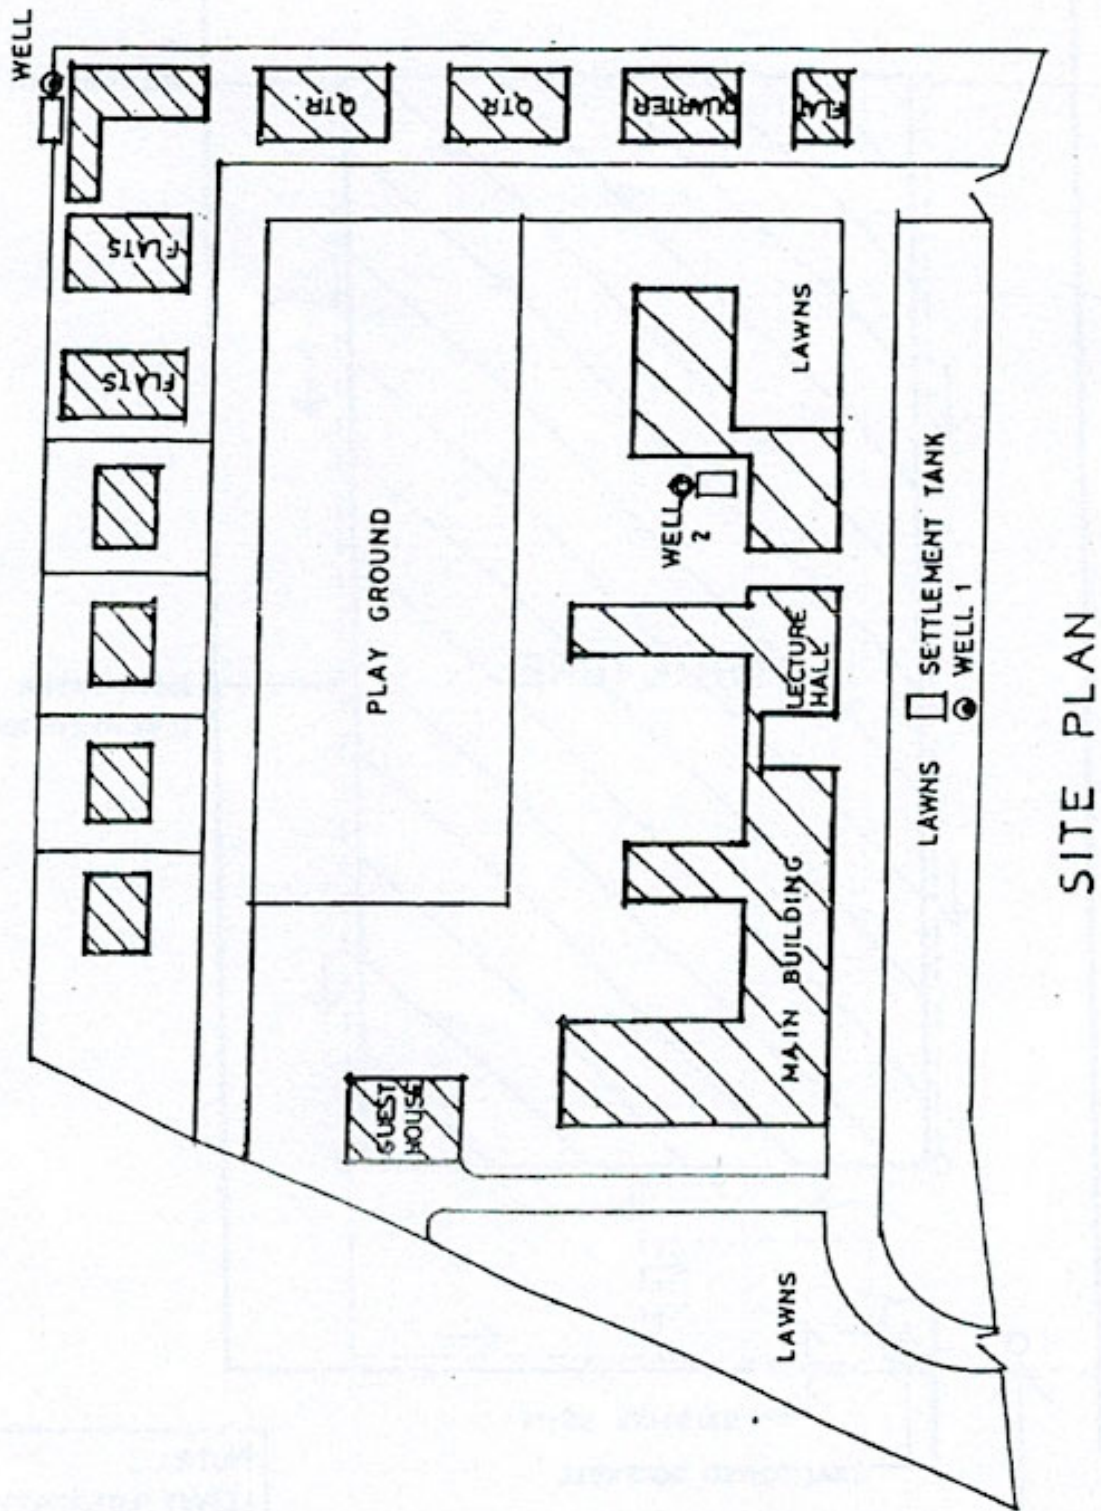 WELL
QTR.
QTR.
QUARTER
FLATS
FLATS
PLAY GROUND
LAWNS
WELL
2
LECTURE
HALL
SETTLEMENT TANK
WELL 1
LAWNS
MAIN BUILDING
GUEST
HOUSE
LAWNS
SITE PLAN